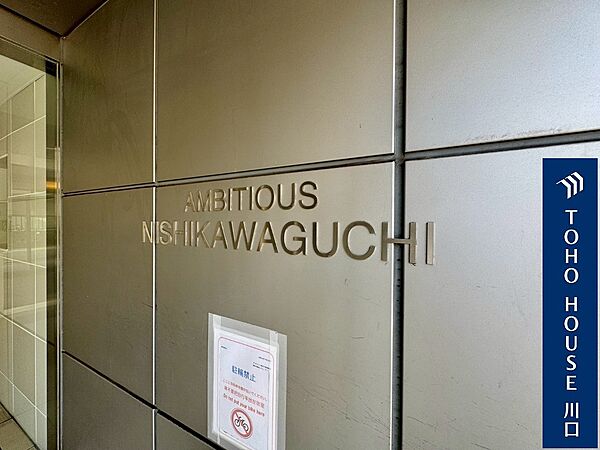 AMBITIOUS
NISHIKAWAGUCHI
駐輪禁止
Do not put your bike here
TOHO HOUSE 川口